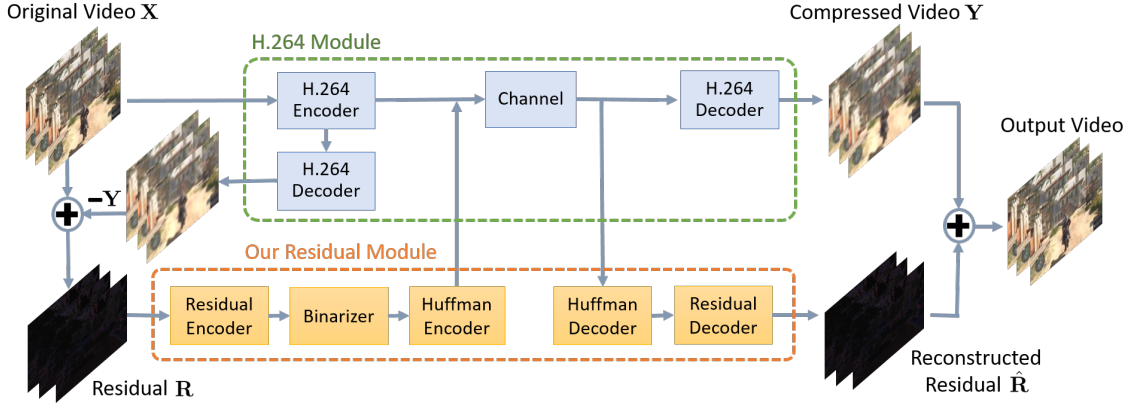 Original Video X
Compressed Video Y
H.264 Module
H.264
Encoder
Channel
H.264
Decoder
Output Video
H.264
Decoder
−Y
Our Residual Module
Residual
Encoder
Binarizer
Huffman
Encoder
Huffman
Decoder
Residual
Decoder
Residual R
Reconstructed
Residual R̂